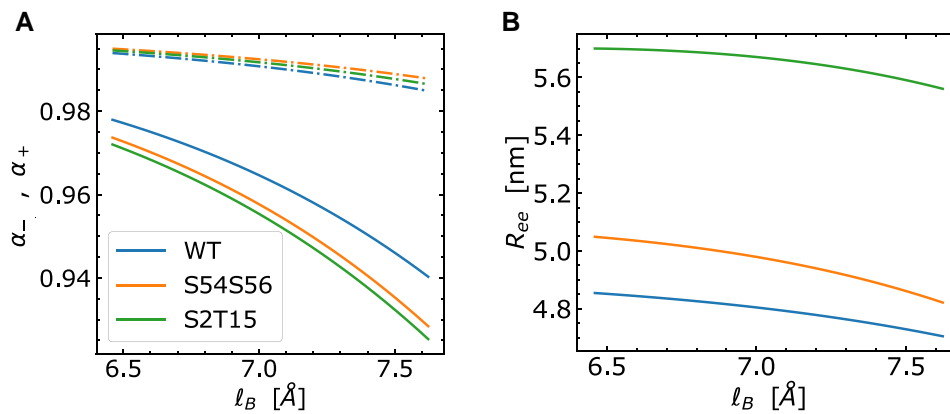 A
B
α₋ , α₊
0.98
0.96
0.94
WT
S54S56
S2T15
6.5
7.0
7.5
ℓ_B [Å]
R_ee [nm]
5.6
5.4
5.2
5.0
4.8
6.5
7.0
7.5
ℓ_B [Å]